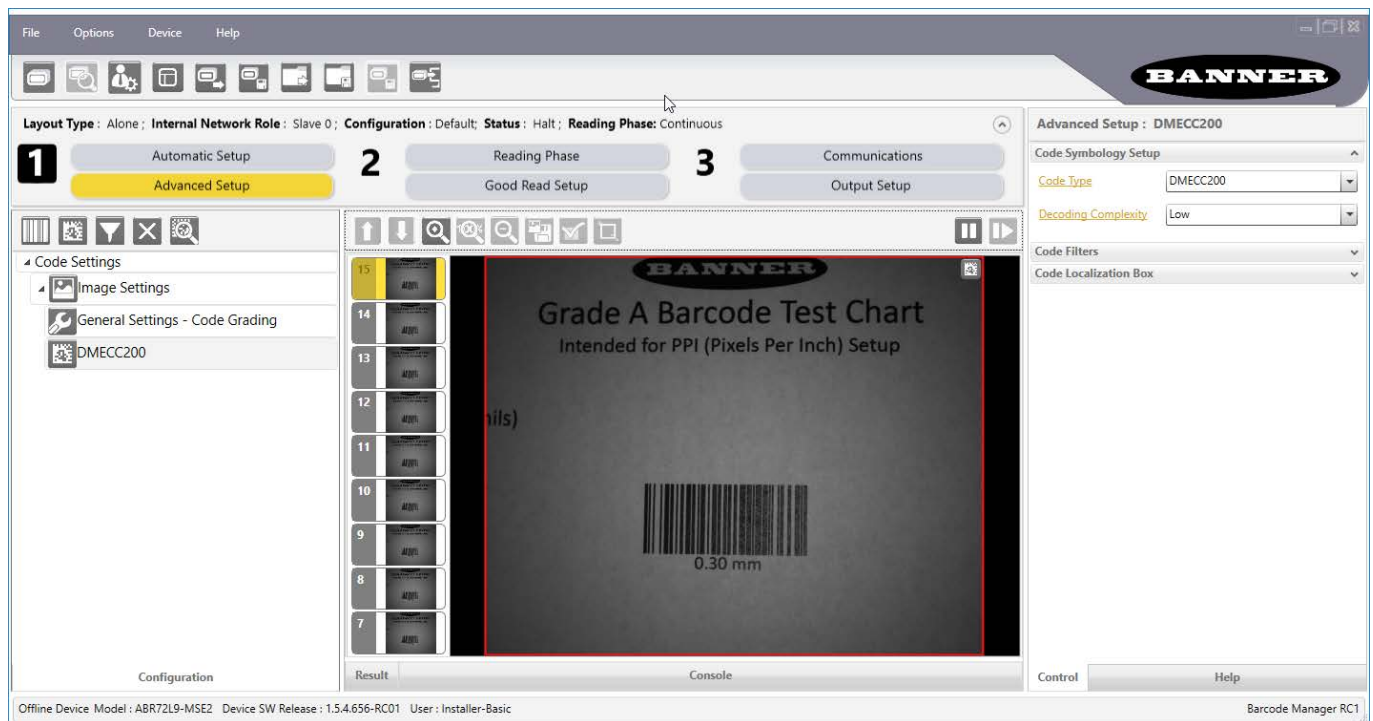 File Options Device Help
BANNER
Layout Type : Alone ; Internal Network Role : Slave 0 ; Configuration : Default; Status : Halt ; Reading Phase: Continuous
1 Automatic Setup 2 Reading Phase 3 Communications
Advanced Setup Good Read Setup Output Setup
Code Settings
Image Settings
General Settings - Code Grading
DMECC200
15
14
13
12
11
10
9
8
7
BANNER
Grade A Barcode Test Chart
Intended for PPI (Pixels Per Inch) Setup
nils)
0.30 mm
Advanced Setup : DMECC200
Code Symbology Setup
Code Type DMECC200
Decoding Complexity Low
Code Filters
Code Localization Box
Configuration Result Console Control Help
Offline Device Model : ABR72L9-MSE2 Device SW Release : 1.5.4.656-RC01 User : Installer-Basic Barcode Manager RC1